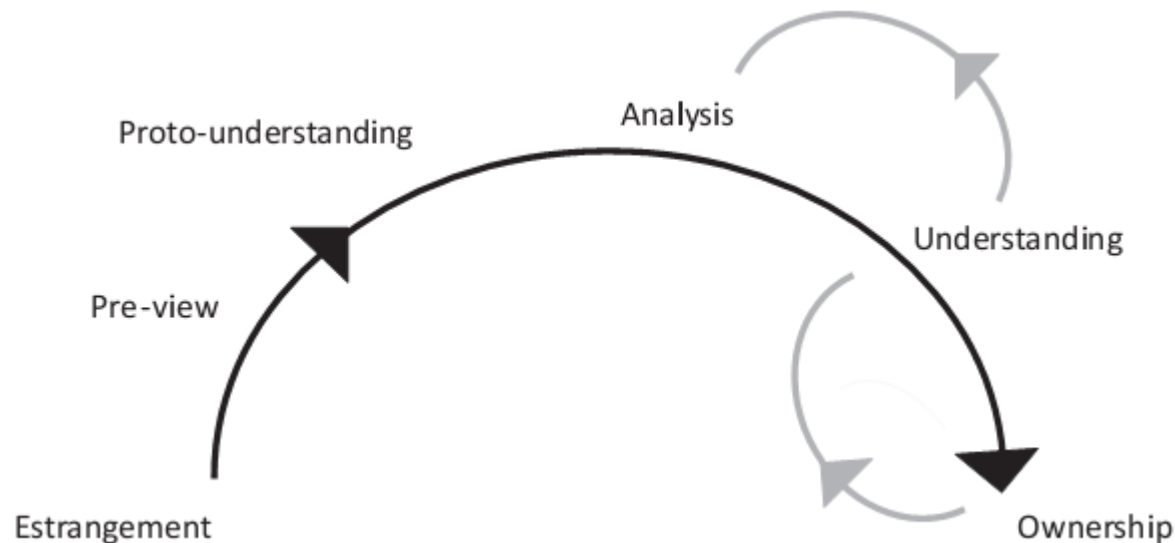 Analysis
Proto-understanding
Understanding
Pre-view
Estrangement
Ownership